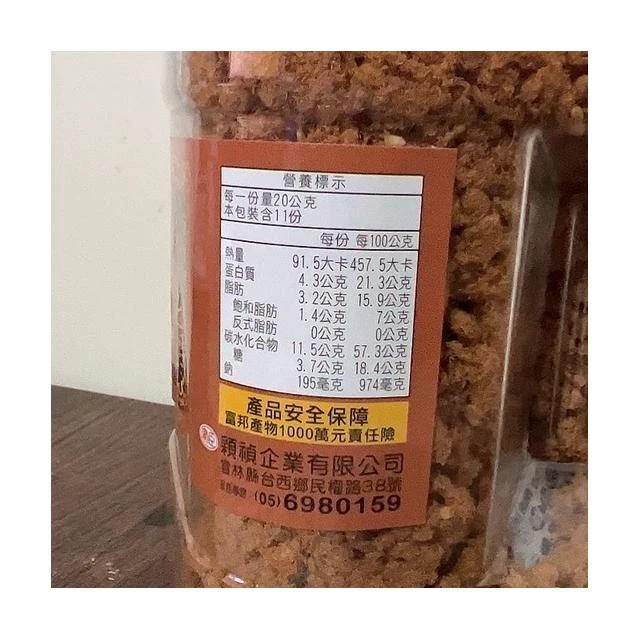 營養標示
每一份量20公克
本包裝含11份
每份 每100公克
熱量 91.5大卡 457.5大卡
蛋白質 4.3公克 21.3公克
脂肪 3.2公克 15.9公克
飽和脂肪 1.4公克 7公克
反式脂肪 0公克 0公克
碳水化合物 11.5公克 57.3公克
糖 3.7公克 18.4公克
鈉 195毫克 974毫克
產品安全保障
富邦產物1000萬元責任險
穎禎企業有限公司
雲林縣台西鄉民權路38號
(05)6980159